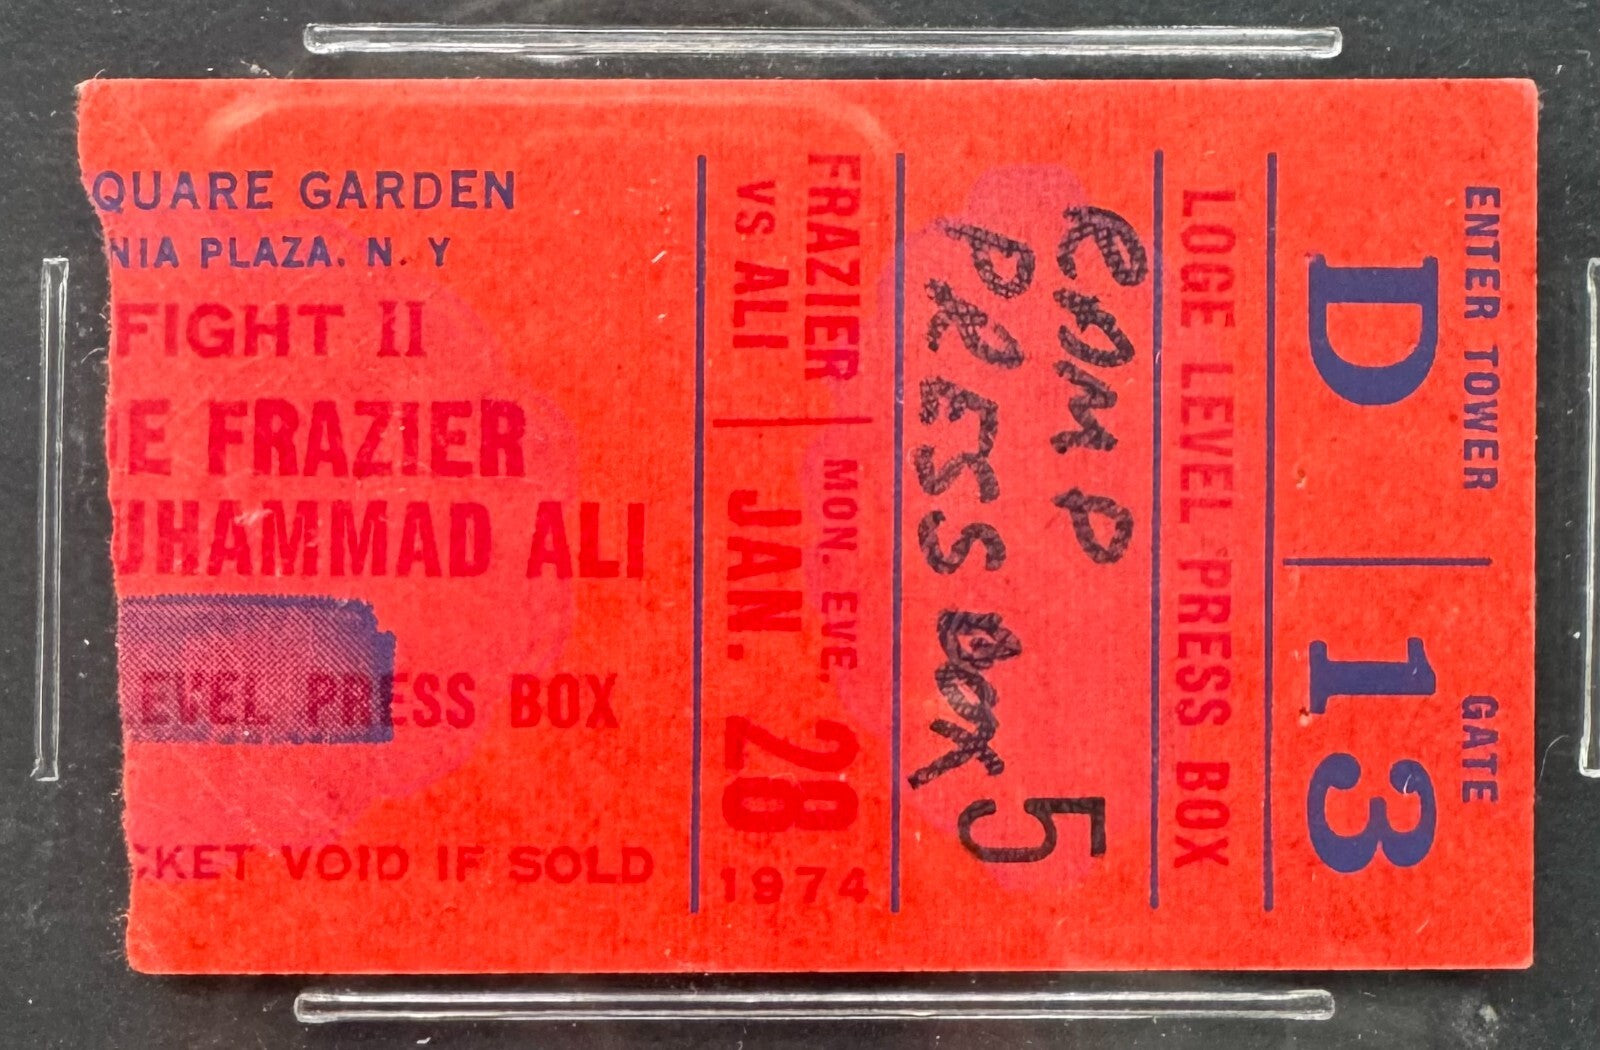 QUARE GARDEN
NIA PLAZA. N. Y
FIGHT II
E FRAZIER
UHAMMAD ALI
EVEL PRESS BOX
CKET VOID IF SOLD
FRAZIER
VS ALI
MON. EVE.
JAN. 28
1974
PRESS BOX
5
LOGE LEVEL PRESS BOX
ENTER TOWER
D
GATE
13